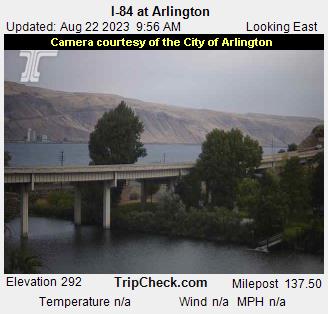 I-84 at Arlington
Updated: Aug 22 2023 9:56 AM Looking East
Camera courtesy of the City of Arlington
Elevation 292 TripCheck.com Milepost 137.50
Temperature n/a Wind n/a MPH n/a